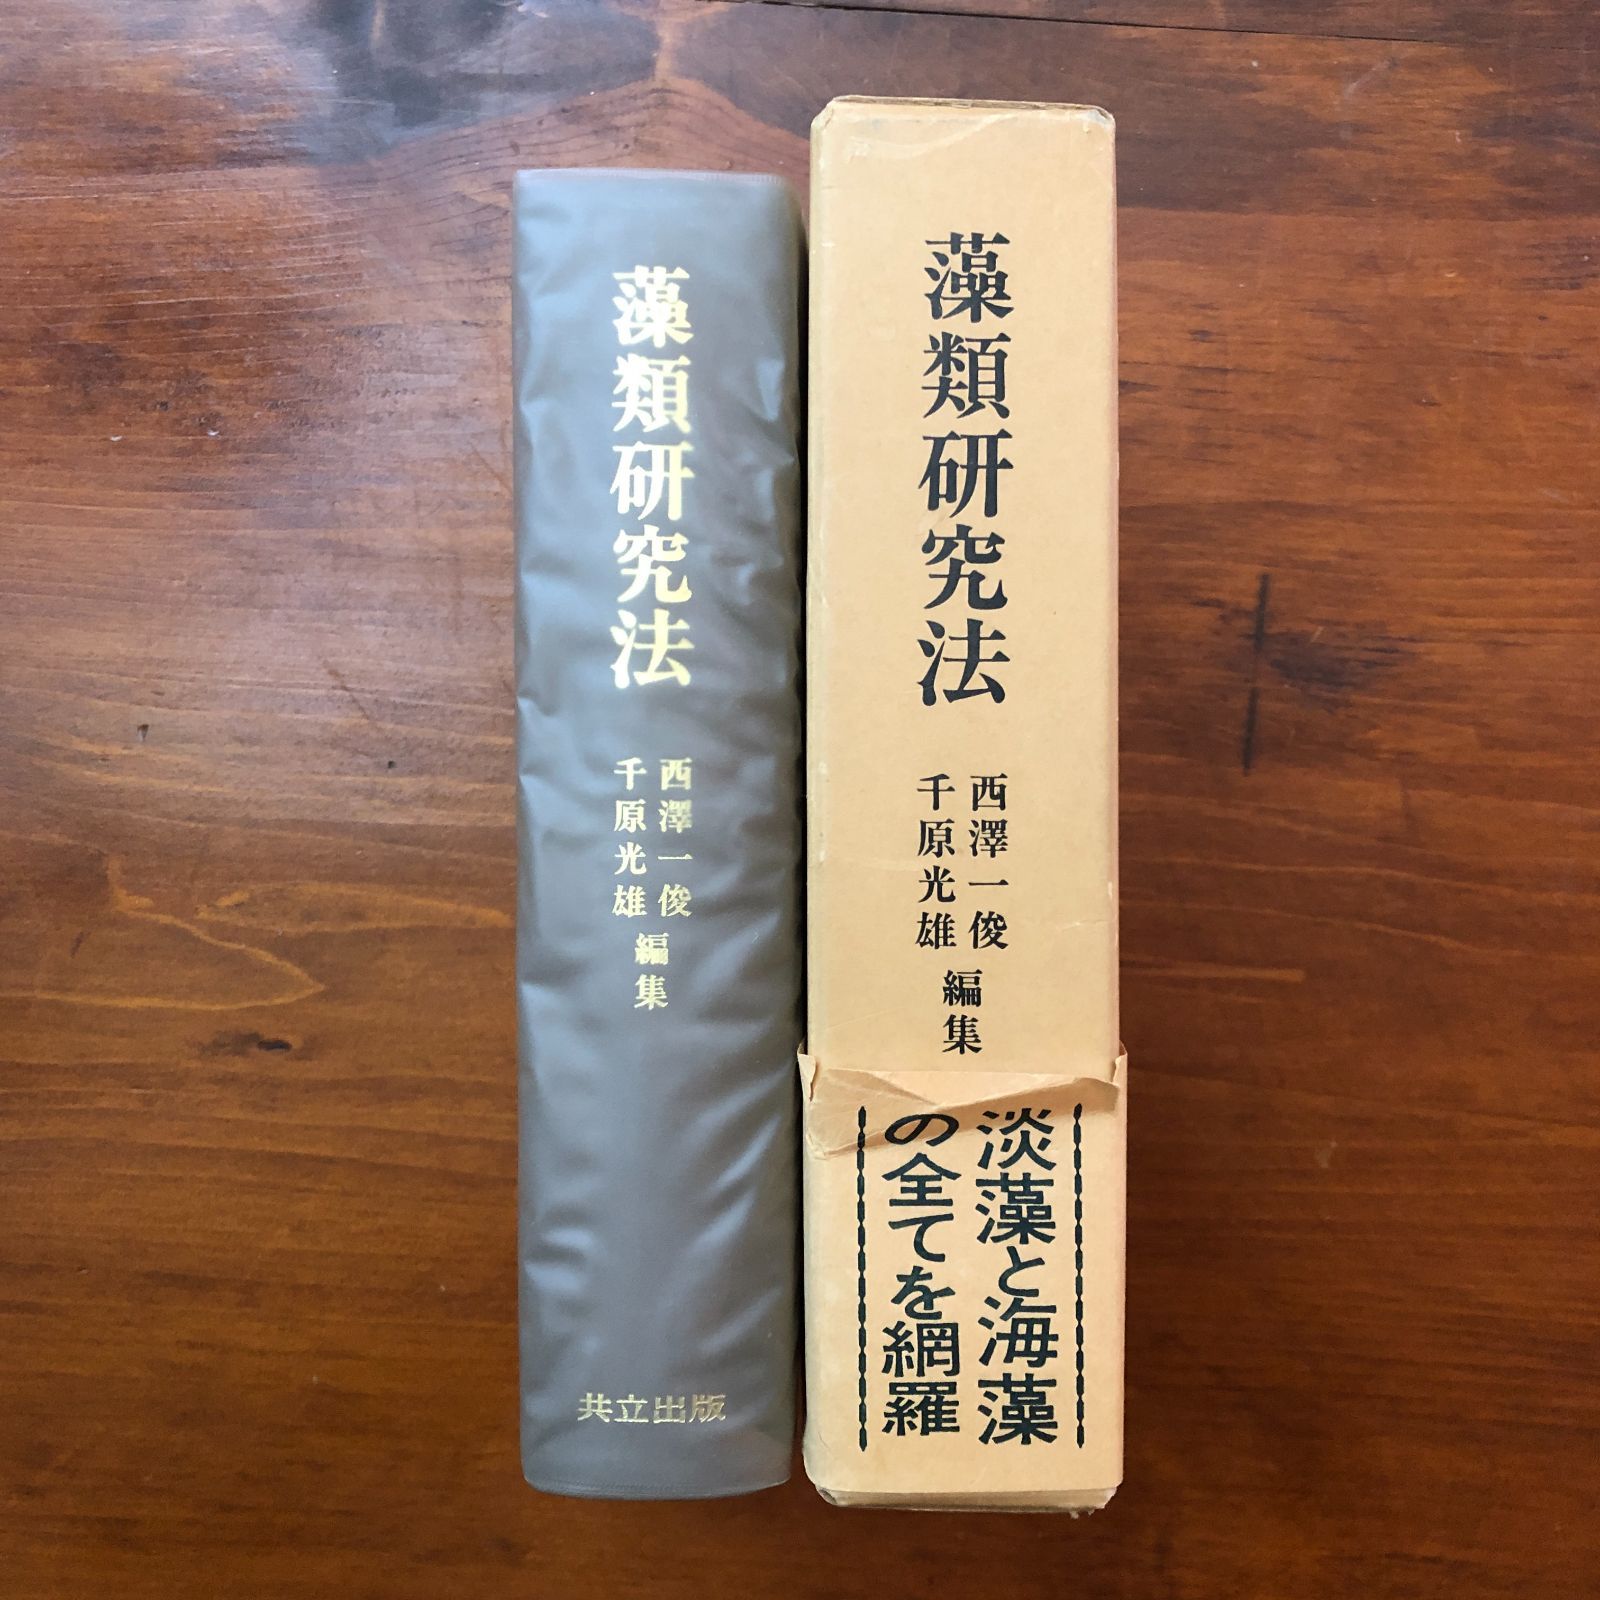 藻類研究法
西澤一俊
千原光雄
編集
共立出版
藻類研究法
西澤一俊
千原光雄
編集
淡藻と海藻
の全てを網羅